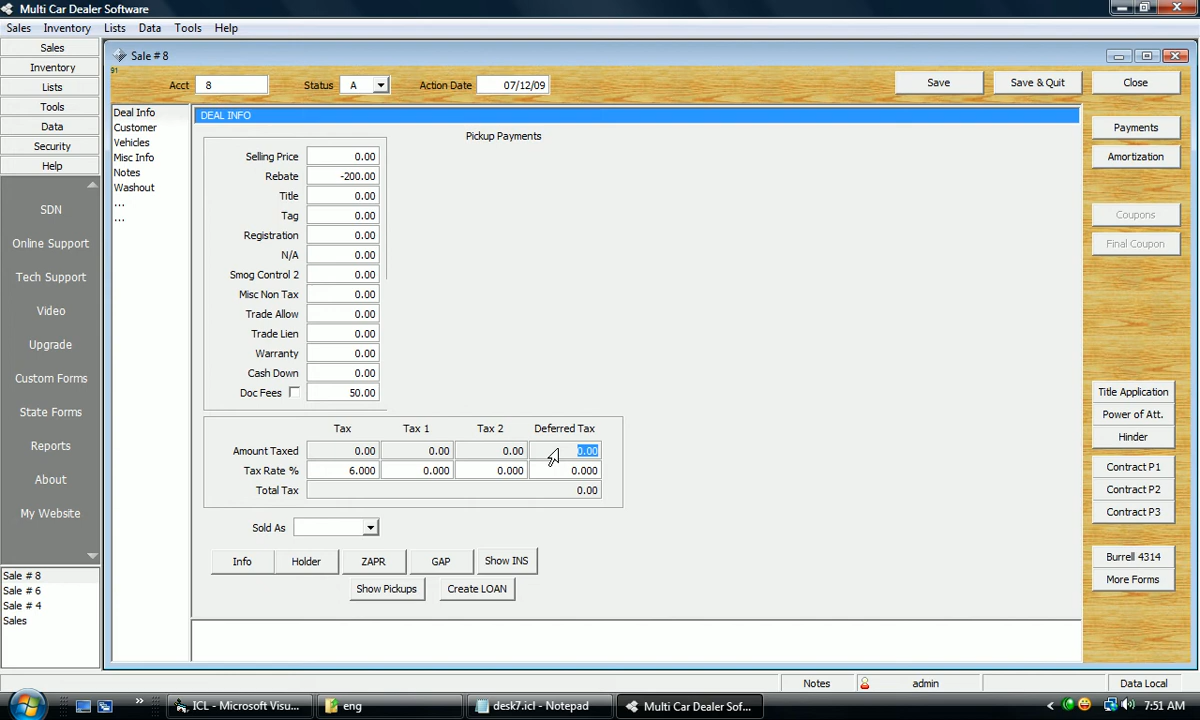 Multi Car Dealer Software
Sales Inventory Lists Data Tools Help
Sales
Inventory
Lists
Tools
Data
Security
Help
SDN
Online Support
Tech Support
Video
Upgrade
Custom Forms
State Forms
Reports
About
My Website
Sale # 8
Sale # 6
Sale # 4
Sales
Sale # 8
91
Acct 8 Status A Action Date 07/12/09 Save Save & Quit Close
Deal Info
Customer
Vehicles
Misc Info
Notes
Washout
...
...
DEAL INFO
Pickup Payments
Selling Price 0.00
Rebate -200.00
Title 0.00
Tag 0.00
Registration 0.00
N/A 0.00
Smog Control 2 0.00
Misc Non Tax 0.00
Trade Allow 0.00
Trade Lien 0.00
Warranty 0.00
Cash Down 0.00
Doc Fees 50.00
Tax Tax 1 Tax 2 Deferred Tax
Amount Taxed 0.00 0.00 0.00 0.00
Tax Rate % 6.000 0.000 0.000 0.000
Total Tax 0.00
Sold As
Info Holder ZAPR GAP Show INS
Show Pickups Create LOAN
Payments
Amortization
Coupons
Final Coupon
Title Application
Power of Att.
Hinder
Contract P1
Contract P2
Contract P3
Burrell 4314
More Forms
Notes admin Data Local
» ICL - Microsoft Visu... eng desk7.icl - Notepad Multi Car Dealer Sof... < 7:51 AM